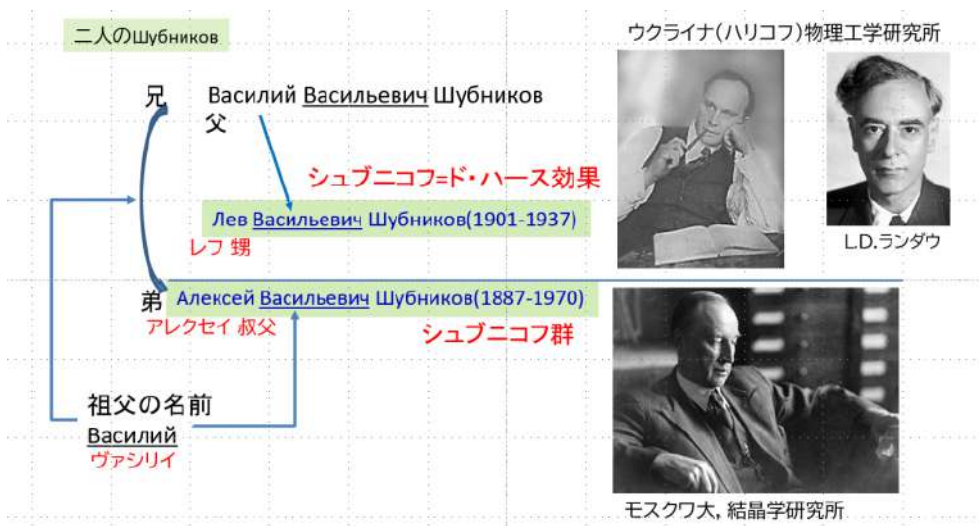 二人のШубников
ウクライナ(ハリコフ)物理工学研究所
兄 Василий Васильевич Шубников
父
シュブニコフ=ド・ハース効果
Лев Васильевич Шубников(1901-1937)
レフ 甥
L.D.ランダウ
弟 Алексей Васильевич Шубников(1887-1970)
アレクセイ 叔父
シュブニコフ群
祖父の名前
Василий
ヴァシリイ
モスクワ大, 結晶学研究所